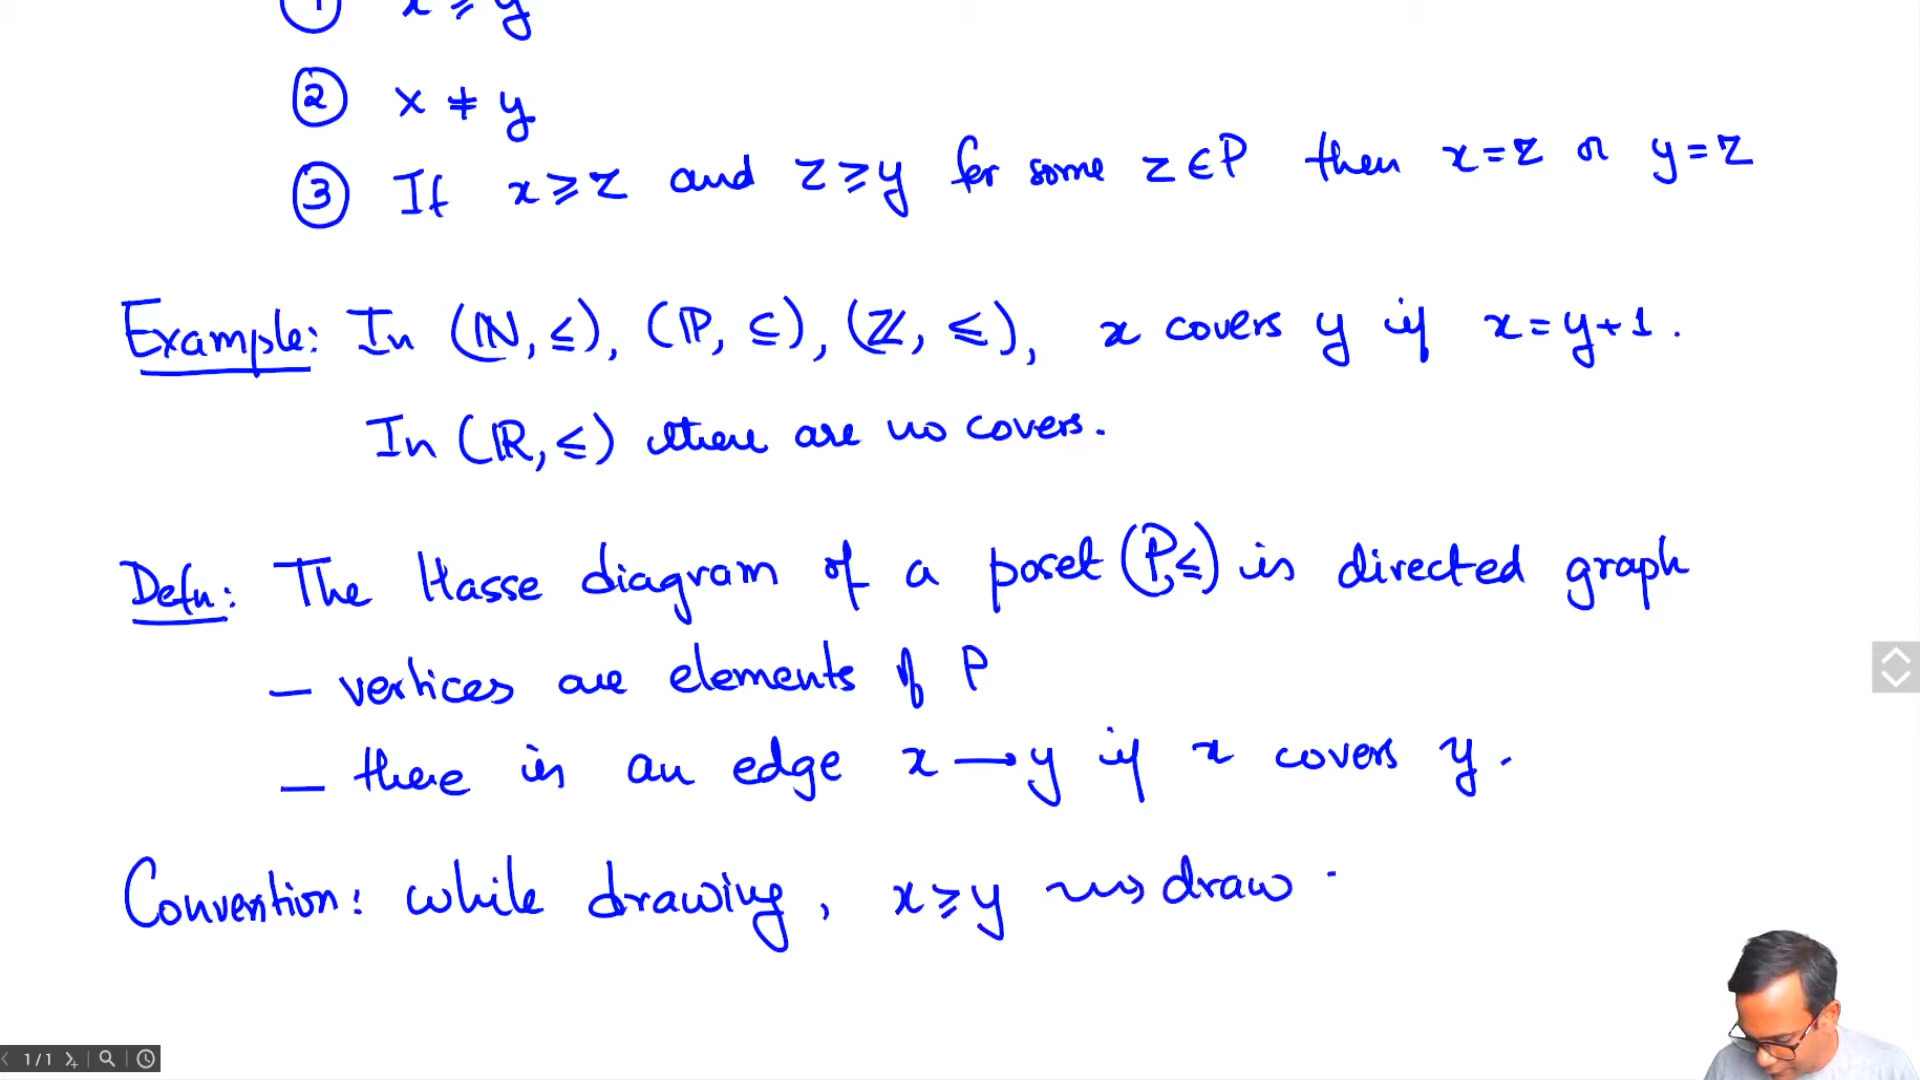 ① x ⩾ y
② x ≠ y
③ If x ⩾ z and z ⩾ y for some z ∈ P then x = z or y = z
Example: In (ℕ, ≤), (ℙ, ≤), (ℤ, ⩽), x covers y if x = y + 1.
In (ℝ, ≤) there are no covers.
Defn: The Hasse diagram of a poset (P, ≤) is directed graph
— vertices are elements of P
— there is an edge x → y if x covers y.
Convention: while drawing, x ⩾ y ⇝ draw
1/1